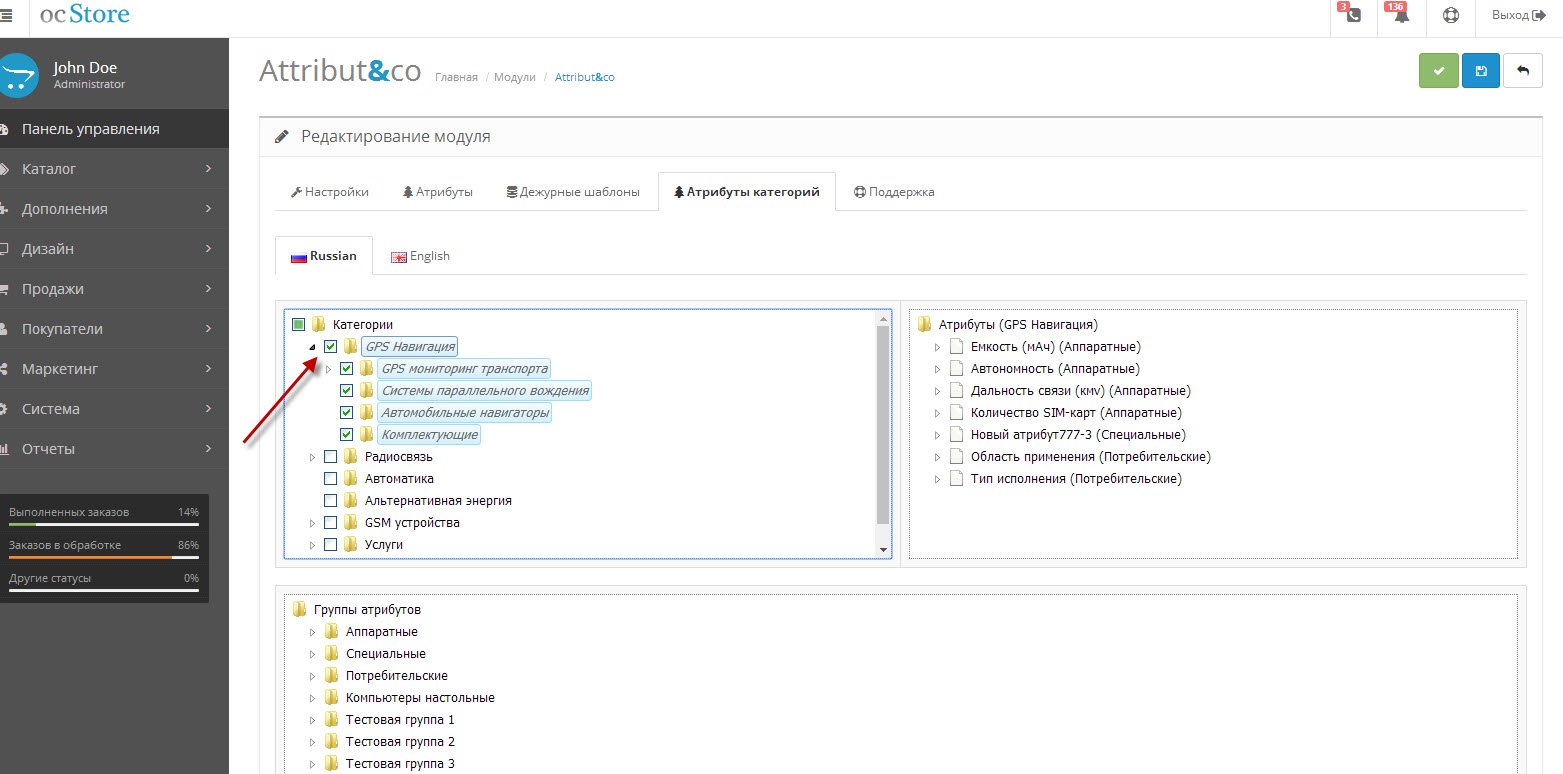 ocStore
3
136
Выход
John Doe
Administrator
Attribut&co
Главная / Модули / Attribut&co
Панель управления
Каталог
Дополнения
Дизайн
Продажи
Покупатели
Маркетинг
Система
Отчеты
Выполненных заказов 14%
Заказов в обработке 86%
Другие статусы 0%
Редактирование модуля
Настройки
Атрибуты
Дежурные шаблоны
Атрибуты категорий
Поддержка
Russian
English
Категории
GPS Навигация
GPS мониторинг транспорта
Системы параллельного вождения
Автомобильные навигаторы
Комплектующие
Радиосвязь
Автоматика
Альтернативная энергия
GSM устройства
Услуги
Атрибуты (GPS Навигация)
Емкость (мАч) (Аппаратные)
Автономность (Аппаратные)
Дальность связи (кмv) (Аппаратные)
Количество SIM-карт (Аппаратные)
Новый атрибут777-3 (Специальные)
Область применения (Потребительские)
Тип исполнения (Потребительские)
Группы атрибутов
Аппаратные
Специальные
Потребительские
Компьютеры настольные
Тестовая группа 1
Тестовая группа 2
Тестовая группа 3